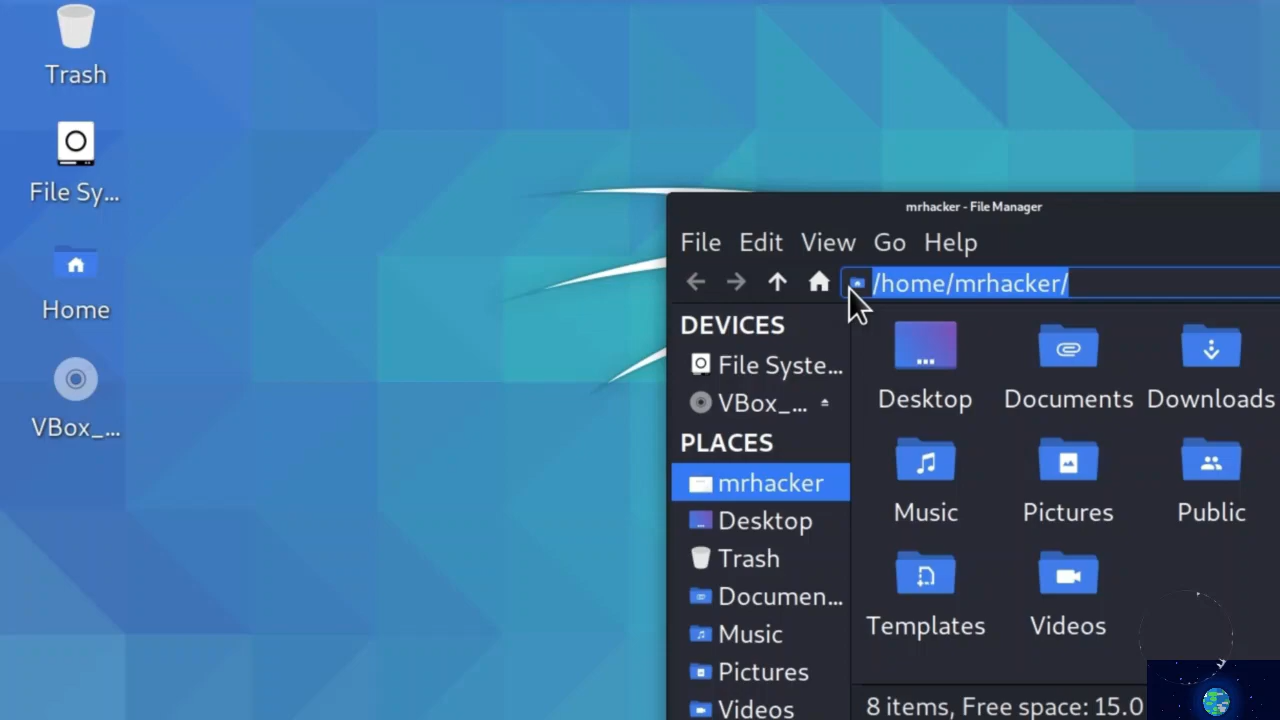 Trash
File Sy...
Home
VBox_...
mrhacker - File Manager
File Edit View Go Help
/home/mrhacker/
DEVICES
File Syste...
VBox_...
PLACES
mrhacker
Desktop
Trash
Documen...
Music
Pictures
Videos
Desktop Documents Downloads
Music Pictures Public
Templates Videos
8 items, Free space: 15.0